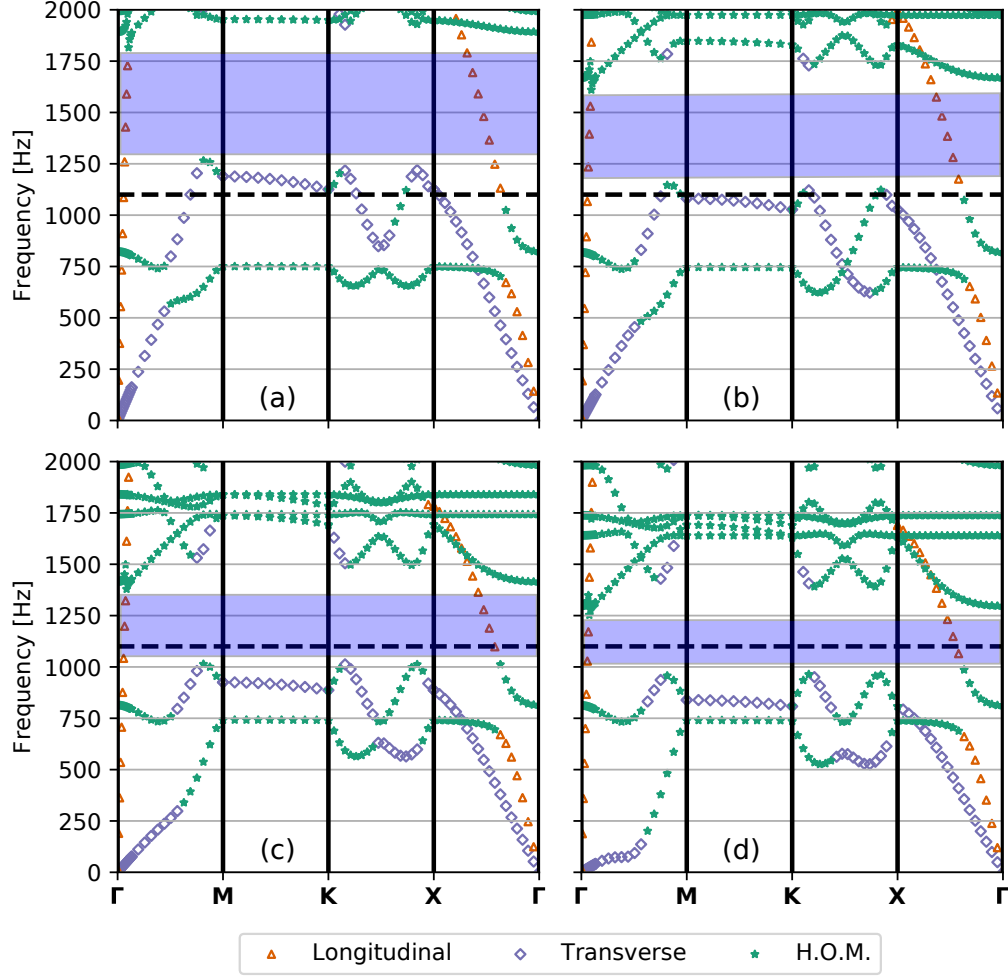 2000
1750
1500
1250
1000
750
500
250
0
Frequency [Hz]
(a)
(b)
2000
1750
1500
1250
1000
750
500
250
0
Frequency [Hz]
(c)
(d)
Γ M K X Γ
Γ M K X Γ
Longitudinal Transverse H.O.M.